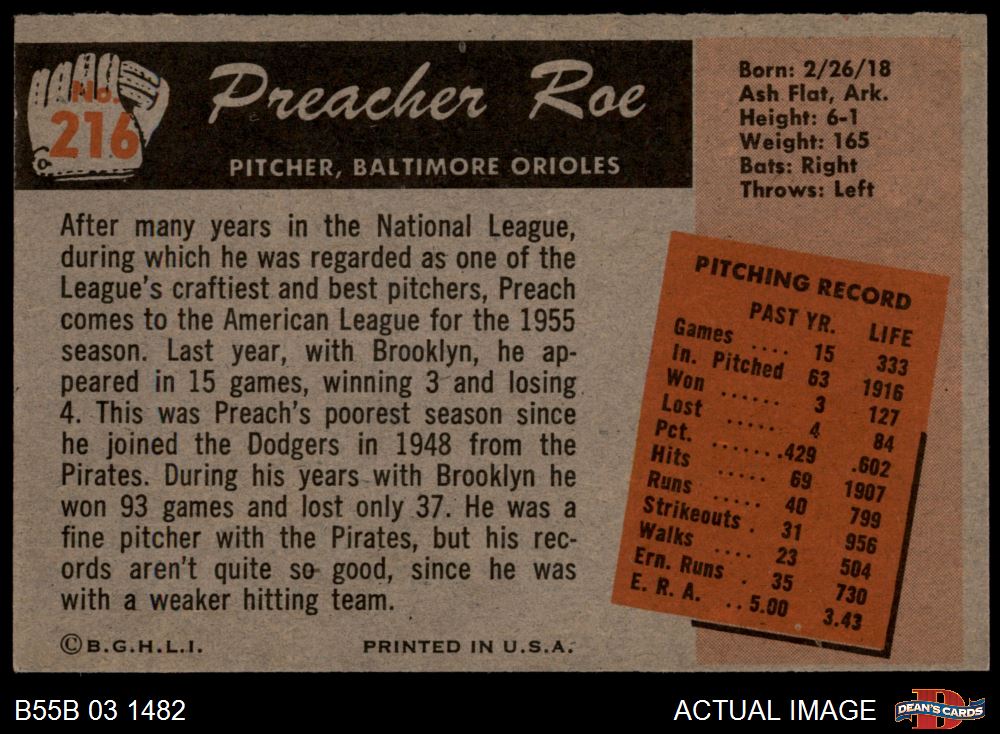 No.
216
Preacher Roe
PITCHER, BALTIMORE ORIOLES
Born: 2/26/18
Ash Flat, Ark.
Height: 6-1
Weight: 165
Bats: Right
Throws: Left
After many years in the National League,
during which he was regarded as one of the
League's craftiest and best pitchers, Preach
comes to the American League for the 1955
season. Last year, with Brooklyn, he ap-
peared in 15 games, winning 3 and losing
4. This was Preach's poorest season since
he joined the Dodgers in 1948 from the
Pirates. During his years with Brooklyn he
won 93 games and lost only 37. He was a
fine pitcher with the Pirates, but his rec-
ords aren't quite so good, since he was
with a weaker hitting team.
©B.G.H.L.I. PRINTED IN U.S.A.
PITCHING RECORD
PAST YR. LIFE
Games .... 15 333
In. Pitched 63 1916
Won ...... 3 127
Lost ...... 4 84
Pct. .......429 .602
Hits ..... 69 1907
Runs ..... 40 799
Strikeouts . 31 956
Walks .... 23 504
Ern. Runs . 35 730
E. R. A. ..5.00 3.43
B55B 03 1482
ACTUAL IMAGE
DEAN'S CARDS